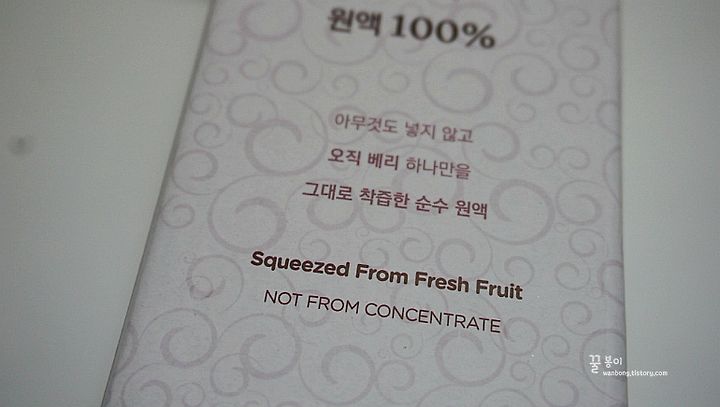 원액 100%
아무것도 넣지 않고
오직 베리 하나만을
그대로 착즙한 순수 원액
Squeezed From Fresh Fruit
NOT FROM CONCENTRATE
꿀봉이
wanbong.tistory.com